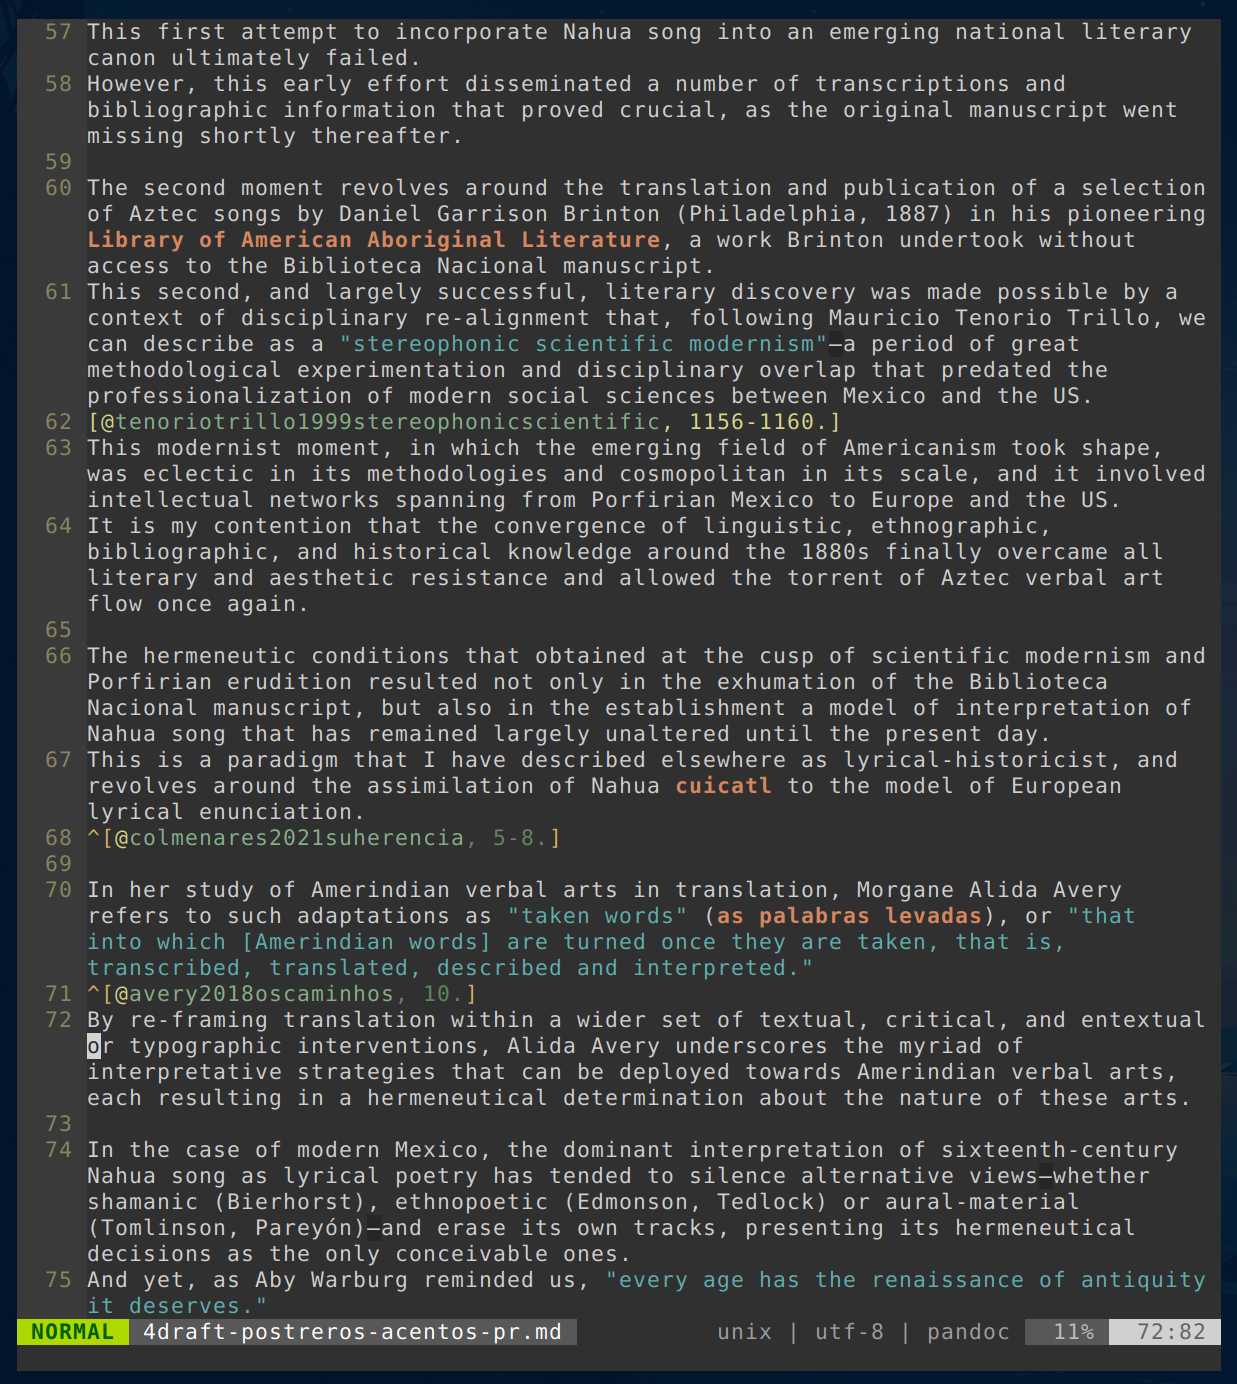 57 This first attempt to incorporate Nahua song into an emerging national literary
canon ultimately failed.
58 However, this early effort disseminated a number of transcriptions and
bibliographic information that proved crucial, as the original manuscript went
missing shortly thereafter.
59
60 The second moment revolves around the translation and publication of a selection
of Aztec songs by Daniel Garrison Brinton (Philadelphia, 1887) in his pioneering
Library of American Aboriginal Literature, a work Brinton undertook without
access to the Biblioteca Nacional manuscript.
61 This second, and largely successful, literary discovery was made possible by a
context of disciplinary re-alignment that, following Mauricio Tenorio Trillo, we
can describe as a "stereophonic scientific modernism"—a period of great
methodological experimentation and disciplinary overlap that predated the
professionalization of modern social sciences between Mexico and the US.
62 [@tenoriotrillo1999stereophonicscientific, 1156-1160.]
63 This modernist moment, in which the emerging field of Americanism took shape,
was eclectic in its methodologies and cosmopolitan in its scale, and it involved
intellectual networks spanning from Porfirian Mexico to Europe and the US.
64 It is my contention that the convergence of linguistic, ethnographic,
bibliographic, and historical knowledge around the 1880s finally overcame all
literary and aesthetic resistance and allowed the torrent of Aztec verbal art
flow once again.
65
66 The hermeneutic conditions that obtained at the cusp of scientific modernism and
Porfirian erudition resulted not only in the exhumation of the Biblioteca
Nacional manuscript, but also in the establishment a model of interpretation of
Nahua song that has remained largely unaltered until the present day.
67 This is a paradigm that I have described elsewhere as lyrical-historicist, and
revolves around the assimilation of Nahua cuicatl to the model of European
lyrical enunciation.
68 ^[@colmenares2021suherencia, 5-8.]
69
70 In her study of Amerindian verbal arts in translation, Morgane Alida Avery
refers to such adaptations as "taken words" (as palabras levadas), or "that
into which [Amerindian words] are turned once they are taken, that is,
transcribed, translated, described and interpreted."
71 ^[@avery2018oscaminhos, 10.]
72 By re-framing translation within a wider set of textual, critical, and entextual
or typographic interventions, Alida Avery underscores the myriad of
interpretative strategies that can be deployed towards Amerindian verbal arts,
each resulting in a hermeneutical determination about the nature of these arts.
73
74 In the case of modern Mexico, the dominant interpretation of sixteenth-century
Nahua song as lyrical poetry has tended to silence alternative views—whether
shamanic (Bierhorst), ethnopoetic (Edmonson, Tedlock) or aural-material
(Tomlinson, Pareyón)—and erase its own tracks, presenting its hermeneutical
decisions as the only conceivable ones.
75 And yet, as Aby Warburg reminded us, "every age has the renaissance of antiquity
it deserves."
NORMAL 4draft-postreros-acentos-pr.md unix | utf-8 | pandoc 11% 72:82